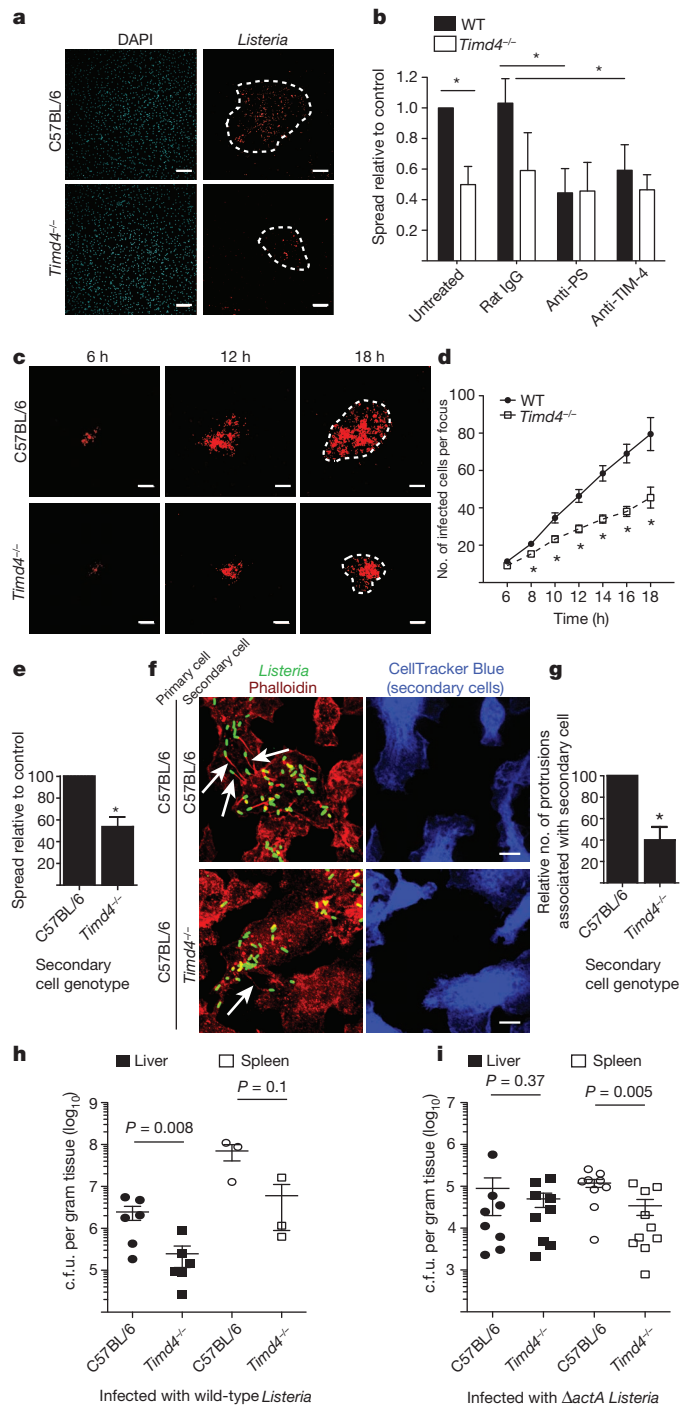 a
DAPI
Listeria
C57BL/6
Timd4–/–
b
WT
Timd4–/–
*
*
*
Spread relative to control
1.2
1.0
0.8
0.6
0.4
0.2
Untreated
Rat IgG
Anti-PS
Anti-TIM-4
c
6 h
12 h
18 h
C57BL/6
Timd4–/–
d
WT
Timd4–/–
No. of infected cells per focus
100
80
60
40
20
*
*
*
*
*
*
6 8 10 12 14 16 18
Time (h)
e
Spread relative to control
100
80
60
40
20
*
C57BL/6
Timd4–/–
Secondary
cell genotype
f
Primary cell
Secondary cell
Listeria
Phalloidin
CellTracker Blue
(secondary cells)
C57BL/6
C57BL/6
C57BL/6
Timd4–/–
g
Relative no. of protrusions
associated with secondary cell
100
80
60
40
20
*
C57BL/6
Timd4–/–
Secondary
cell genotype
h
Liver
Spleen
c.f.u. per gram tissue (log10)
9
8
7
6
5
P = 0.008
P = 0.1
C57BL/6
Timd4–/–
C57BL/6
Timd4–/–
Infected with wild-type Listeria
i
Liver
Spleen
c.f.u. per gram tissue (log10)
7
6
5
4
3
P = 0.37
P = 0.005
C57BL/6
Timd4–/–
C57BL/6
Timd4–/–
Infected with ΔactA Listeria